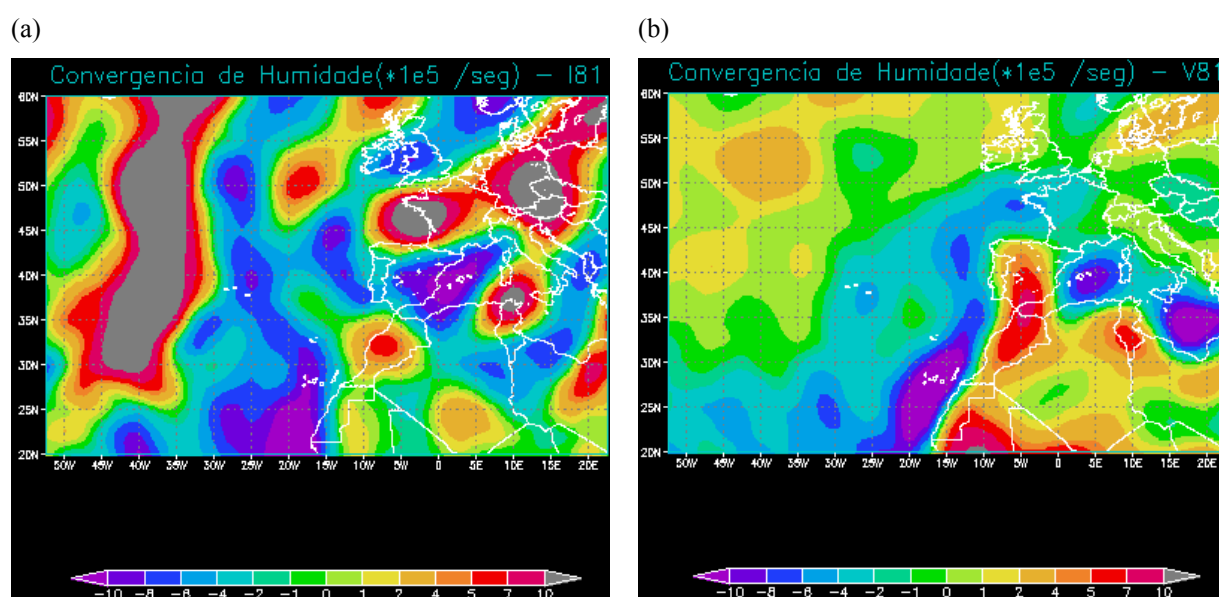 (a)
(b)
Convergencia de Humidade(*1e5 /seg) – I81
60N
55N
50N
45N
40N
35N
30N
25N
20N
50W 45W 40W 35W 30W 25W 20W 15W 10W 5W 0 5E 10E 15E 20E
−10 −8 −6 −4 −2 −1 0 1 2 4 5 7 10
Convergencia de Humidade(*1e5 /seg) – V81
60N
55N
50N
45N
40N
35N
30N
25N
20N
50W 45W 40W 35W 30W 25W 20W 15W 10W 5W 0 5E 10E 15E 20E
−10 −8 −6 −4 −2 −1 0 1 2 4 5 7 10